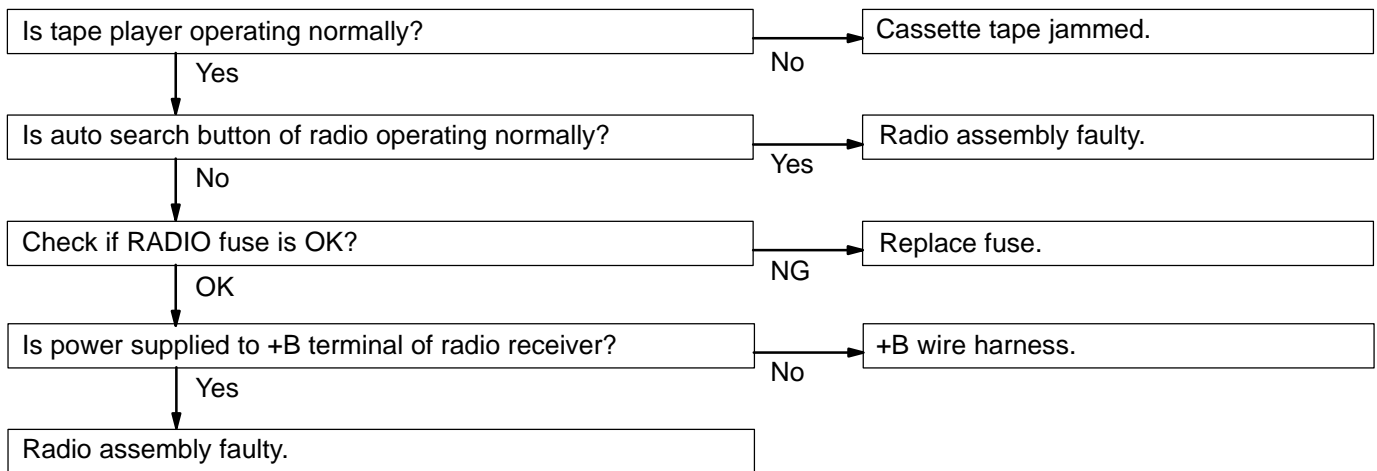 Is tape player operating normally?
Cassette tape jammed.
No
Yes
Is auto search button of radio operating normally?
Radio assembly faulty.
Yes
No
Check if RADIO fuse is OK?
Replace fuse.
NG
OK
Is power supplied to +B terminal of radio receiver?
+B wire harness.
No
Yes
Radio assembly faulty.